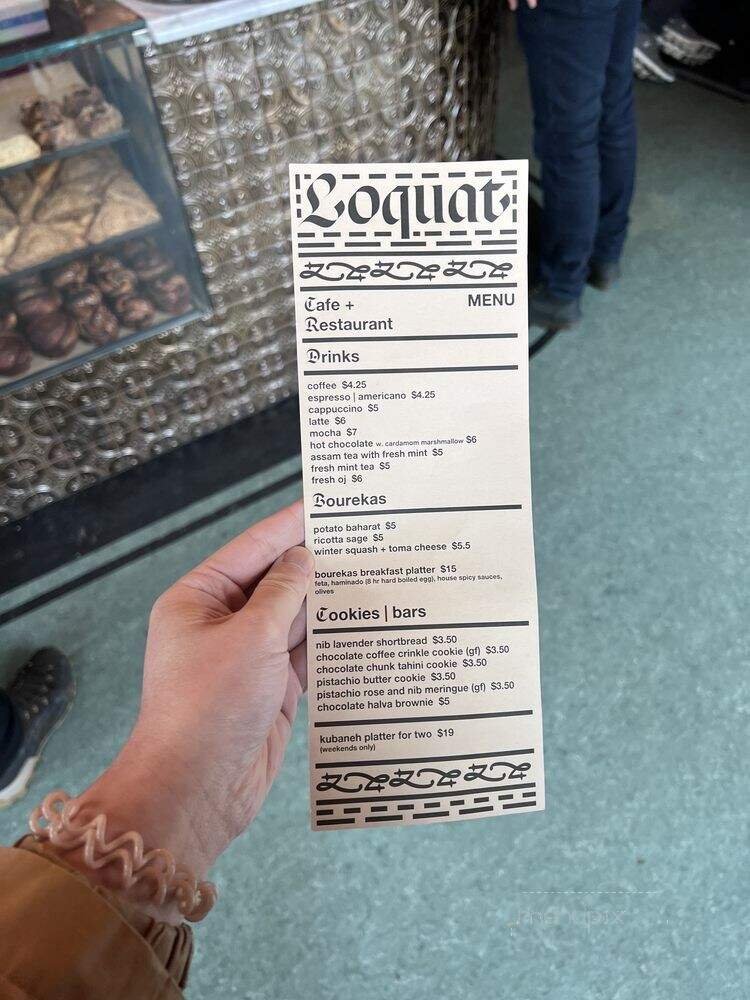 Loquat
Cafe + MENU
Restaurant
Drinks
coffee $4.25
espresso | americano $4.25
cappuccino $5
latte $6
mocha $7
hot chocolate w. cardamom marshmallow $6
assam tea with fresh mint $5
fresh mint tea $5
fresh oj $6
Bourekas
potato baharat $5
ricotta sage $5
winter squash + toma cheese $5.5
bourekas breakfast platter $15
feta, haminado (8 hr hard boiled egg), house spicy sauces,
olives
Cookies | bars
nib lavender shortbread $3.50
chocolate coffee crinkle cookie (gf) $3.50
chocolate chunk tahini cookie $3.50
pistachio butter cookie $3.50
pistachio rose and nib meringue (gf) $3.50
chocolate halva brownie $5
kubaneh platter for two $19
(weekends only)
menupix